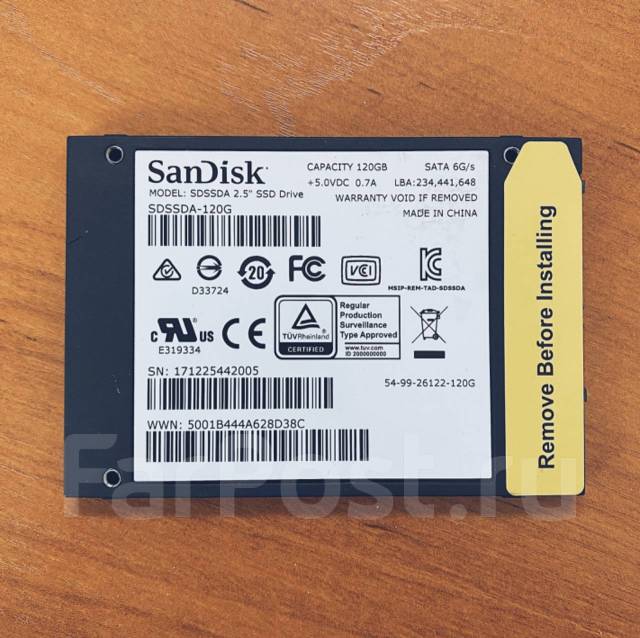 SanDisk
MODEL: SDSSDA 2.5" SSD Drive
SDSSDA-120G
CAPACITY 120GB SATA 6G/s
+5.0VDC 0.7A LBA:234,441,648
WARRANTY VOID IF REMOVED
MADE IN CHINA
D33724
20
FC
VCI
MSIP-REM-TAD-SDSSDA
c RU US
E319334
CE
TÜVRheinland
CERTIFIED
Regular
Production
Surveillance
Type Approved
www.tuv.com
ID 2000000000
SN: 171225442005
54-99-26122-120G
WWN: 5001B444A628D38C
Remove Before Installing
FarPost.ru